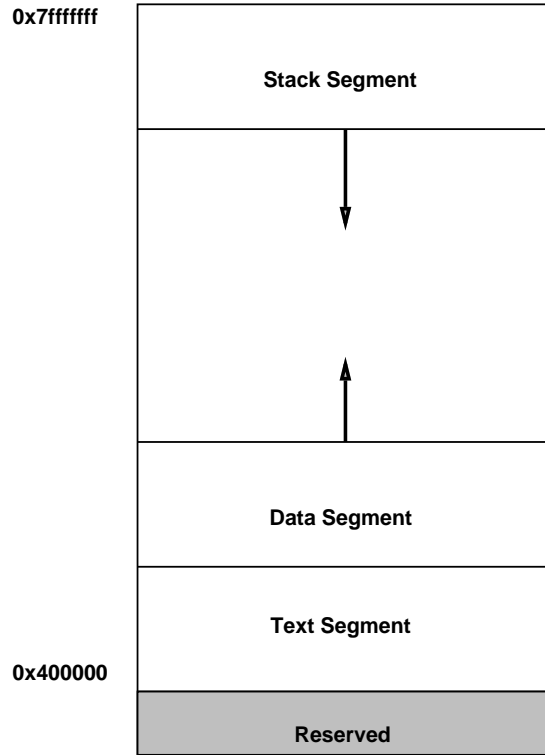 0x7fffffff
Stack Segment
Data Segment
Text Segment
0x400000
Reserved